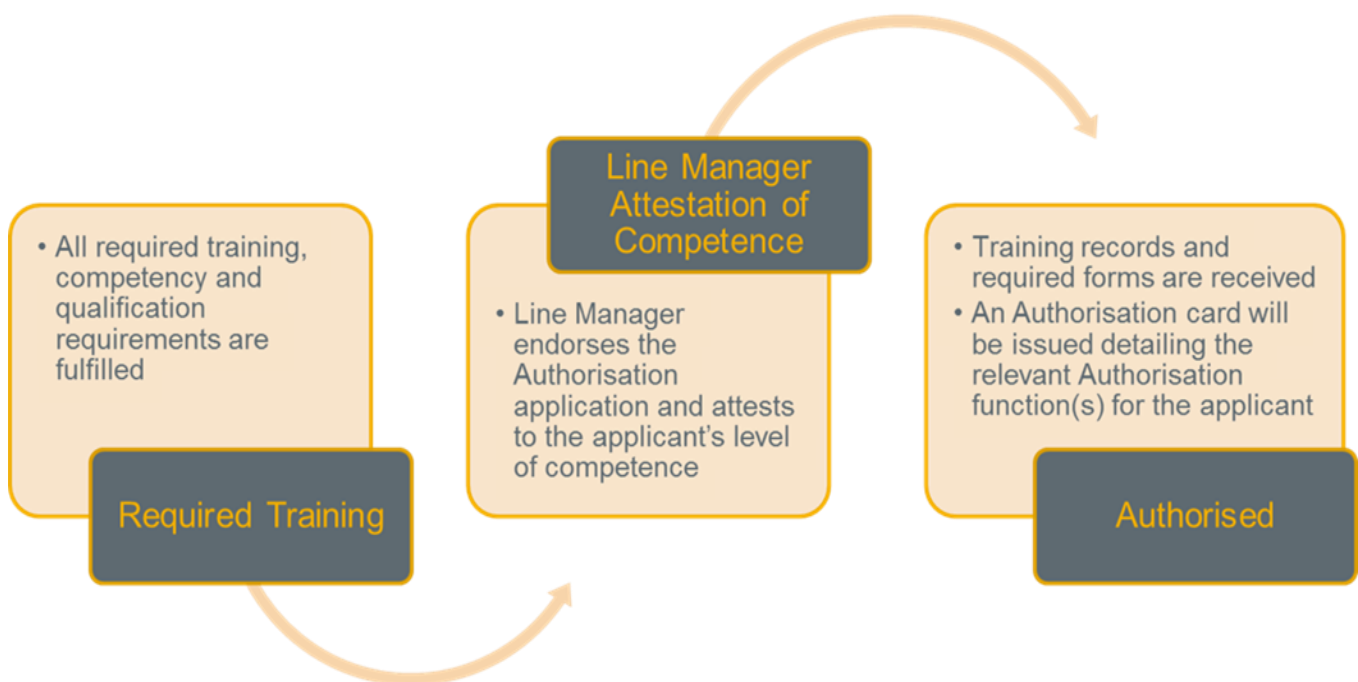 • All required training,
competency and
qualification
requirements are
fulfilled
Required Training
Line Manager
Attestation of
Competence
• Line Manager
endorses the
Authorisation
application and attests
to the applicant’s level
of competence
• Training records and
required forms are received
• An Authorisation card will
be issued detailing the
relevant Authorisation
function(s) for the applicant
Authorised